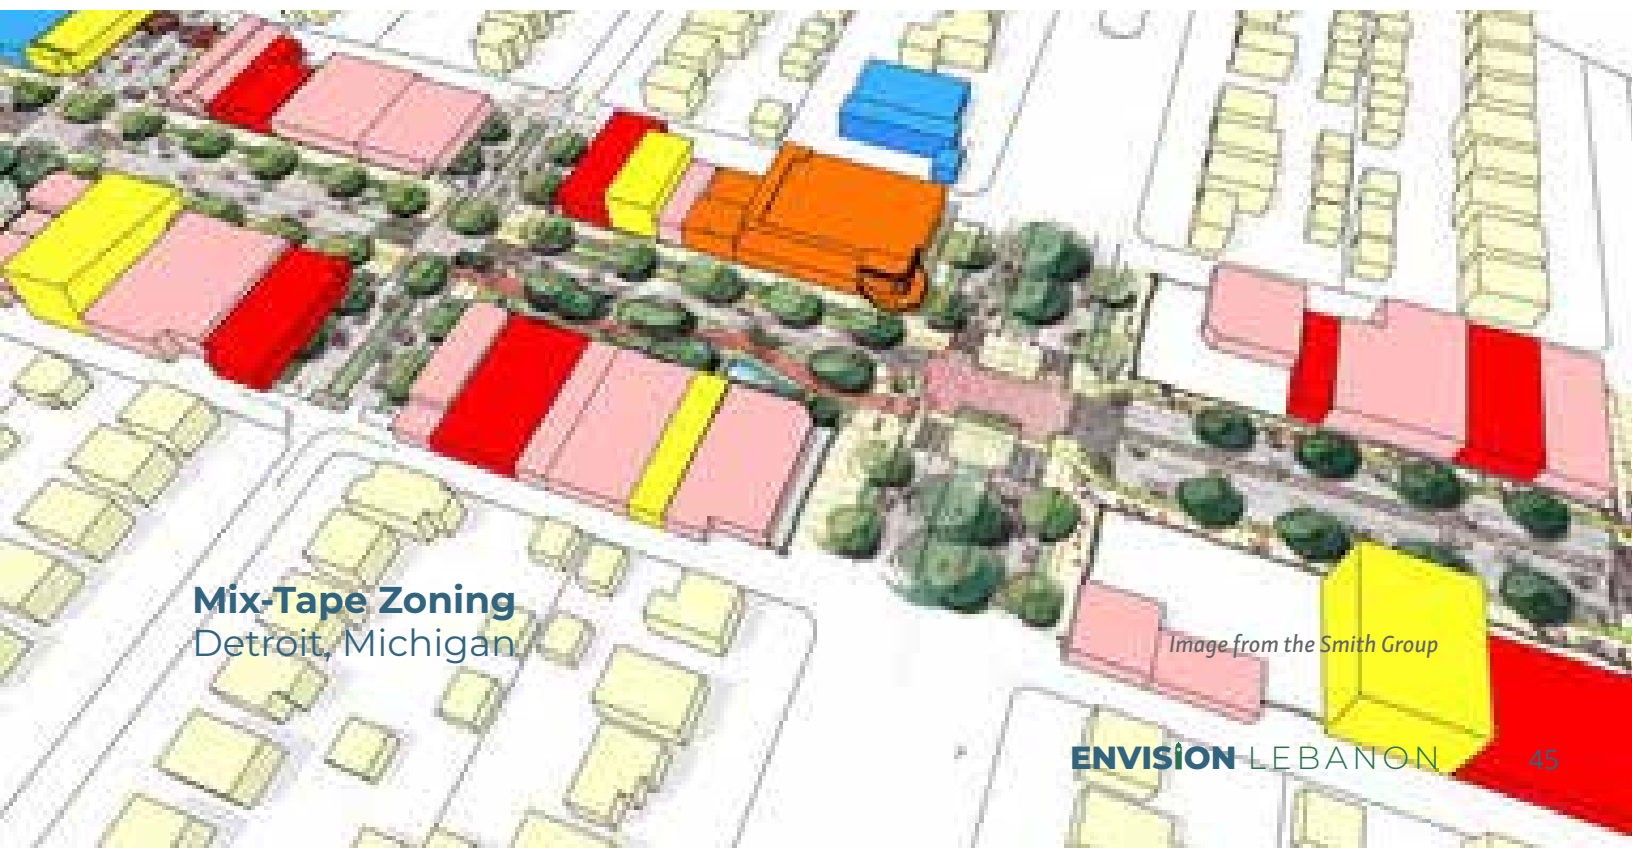 Mix-Tape Zoning
Detroit, Michigan
Image from the Smith Group
ENVISION LEBANON 45